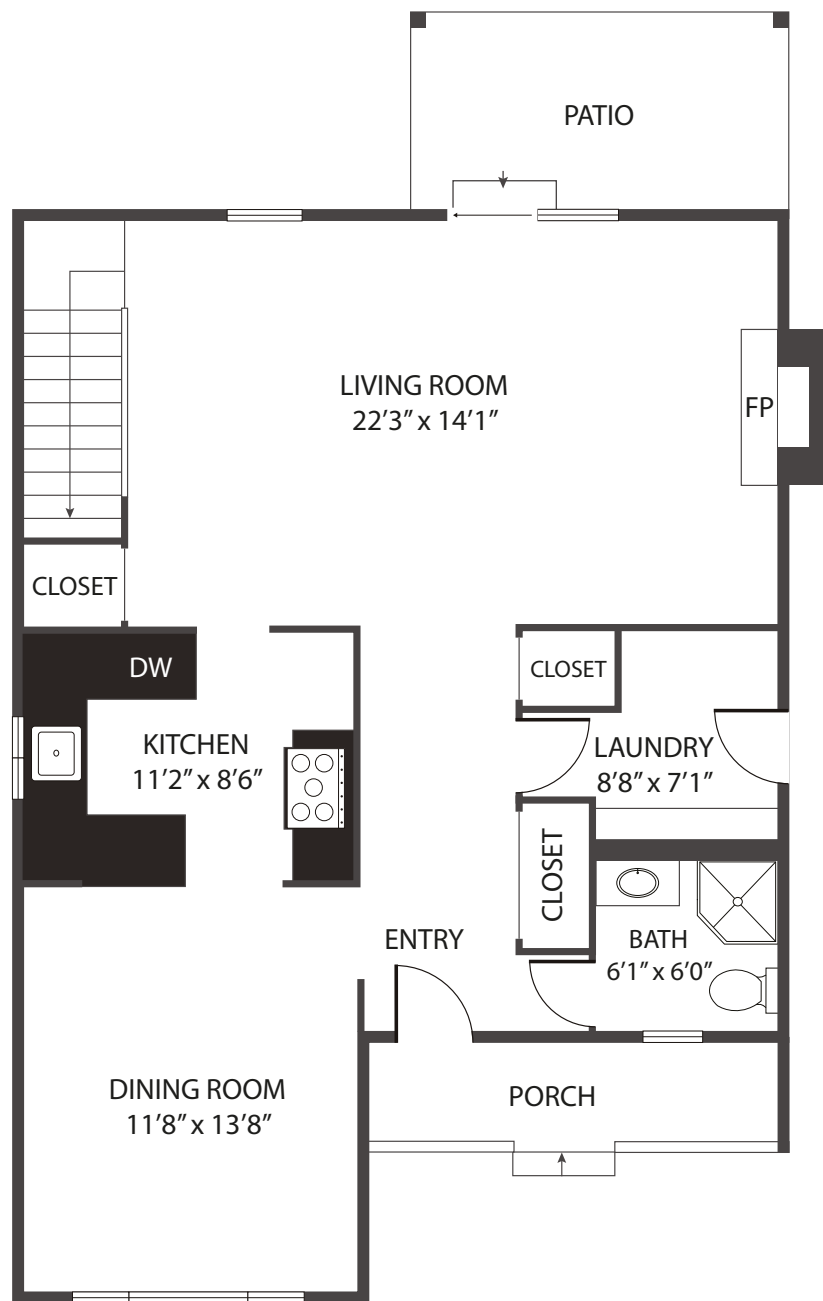 PATIO
LIVING ROOM
22’3” x 14’1”
FP
CLOSET
DW
CLOSET
KITCHEN
11’2” x 8’6”
LAUNDRY
8’8” x 7’1”
CLOSET
ENTRY
BATH
6’1” x 6’0”
DINING ROOM
11’8” x 13’8”
PORCH